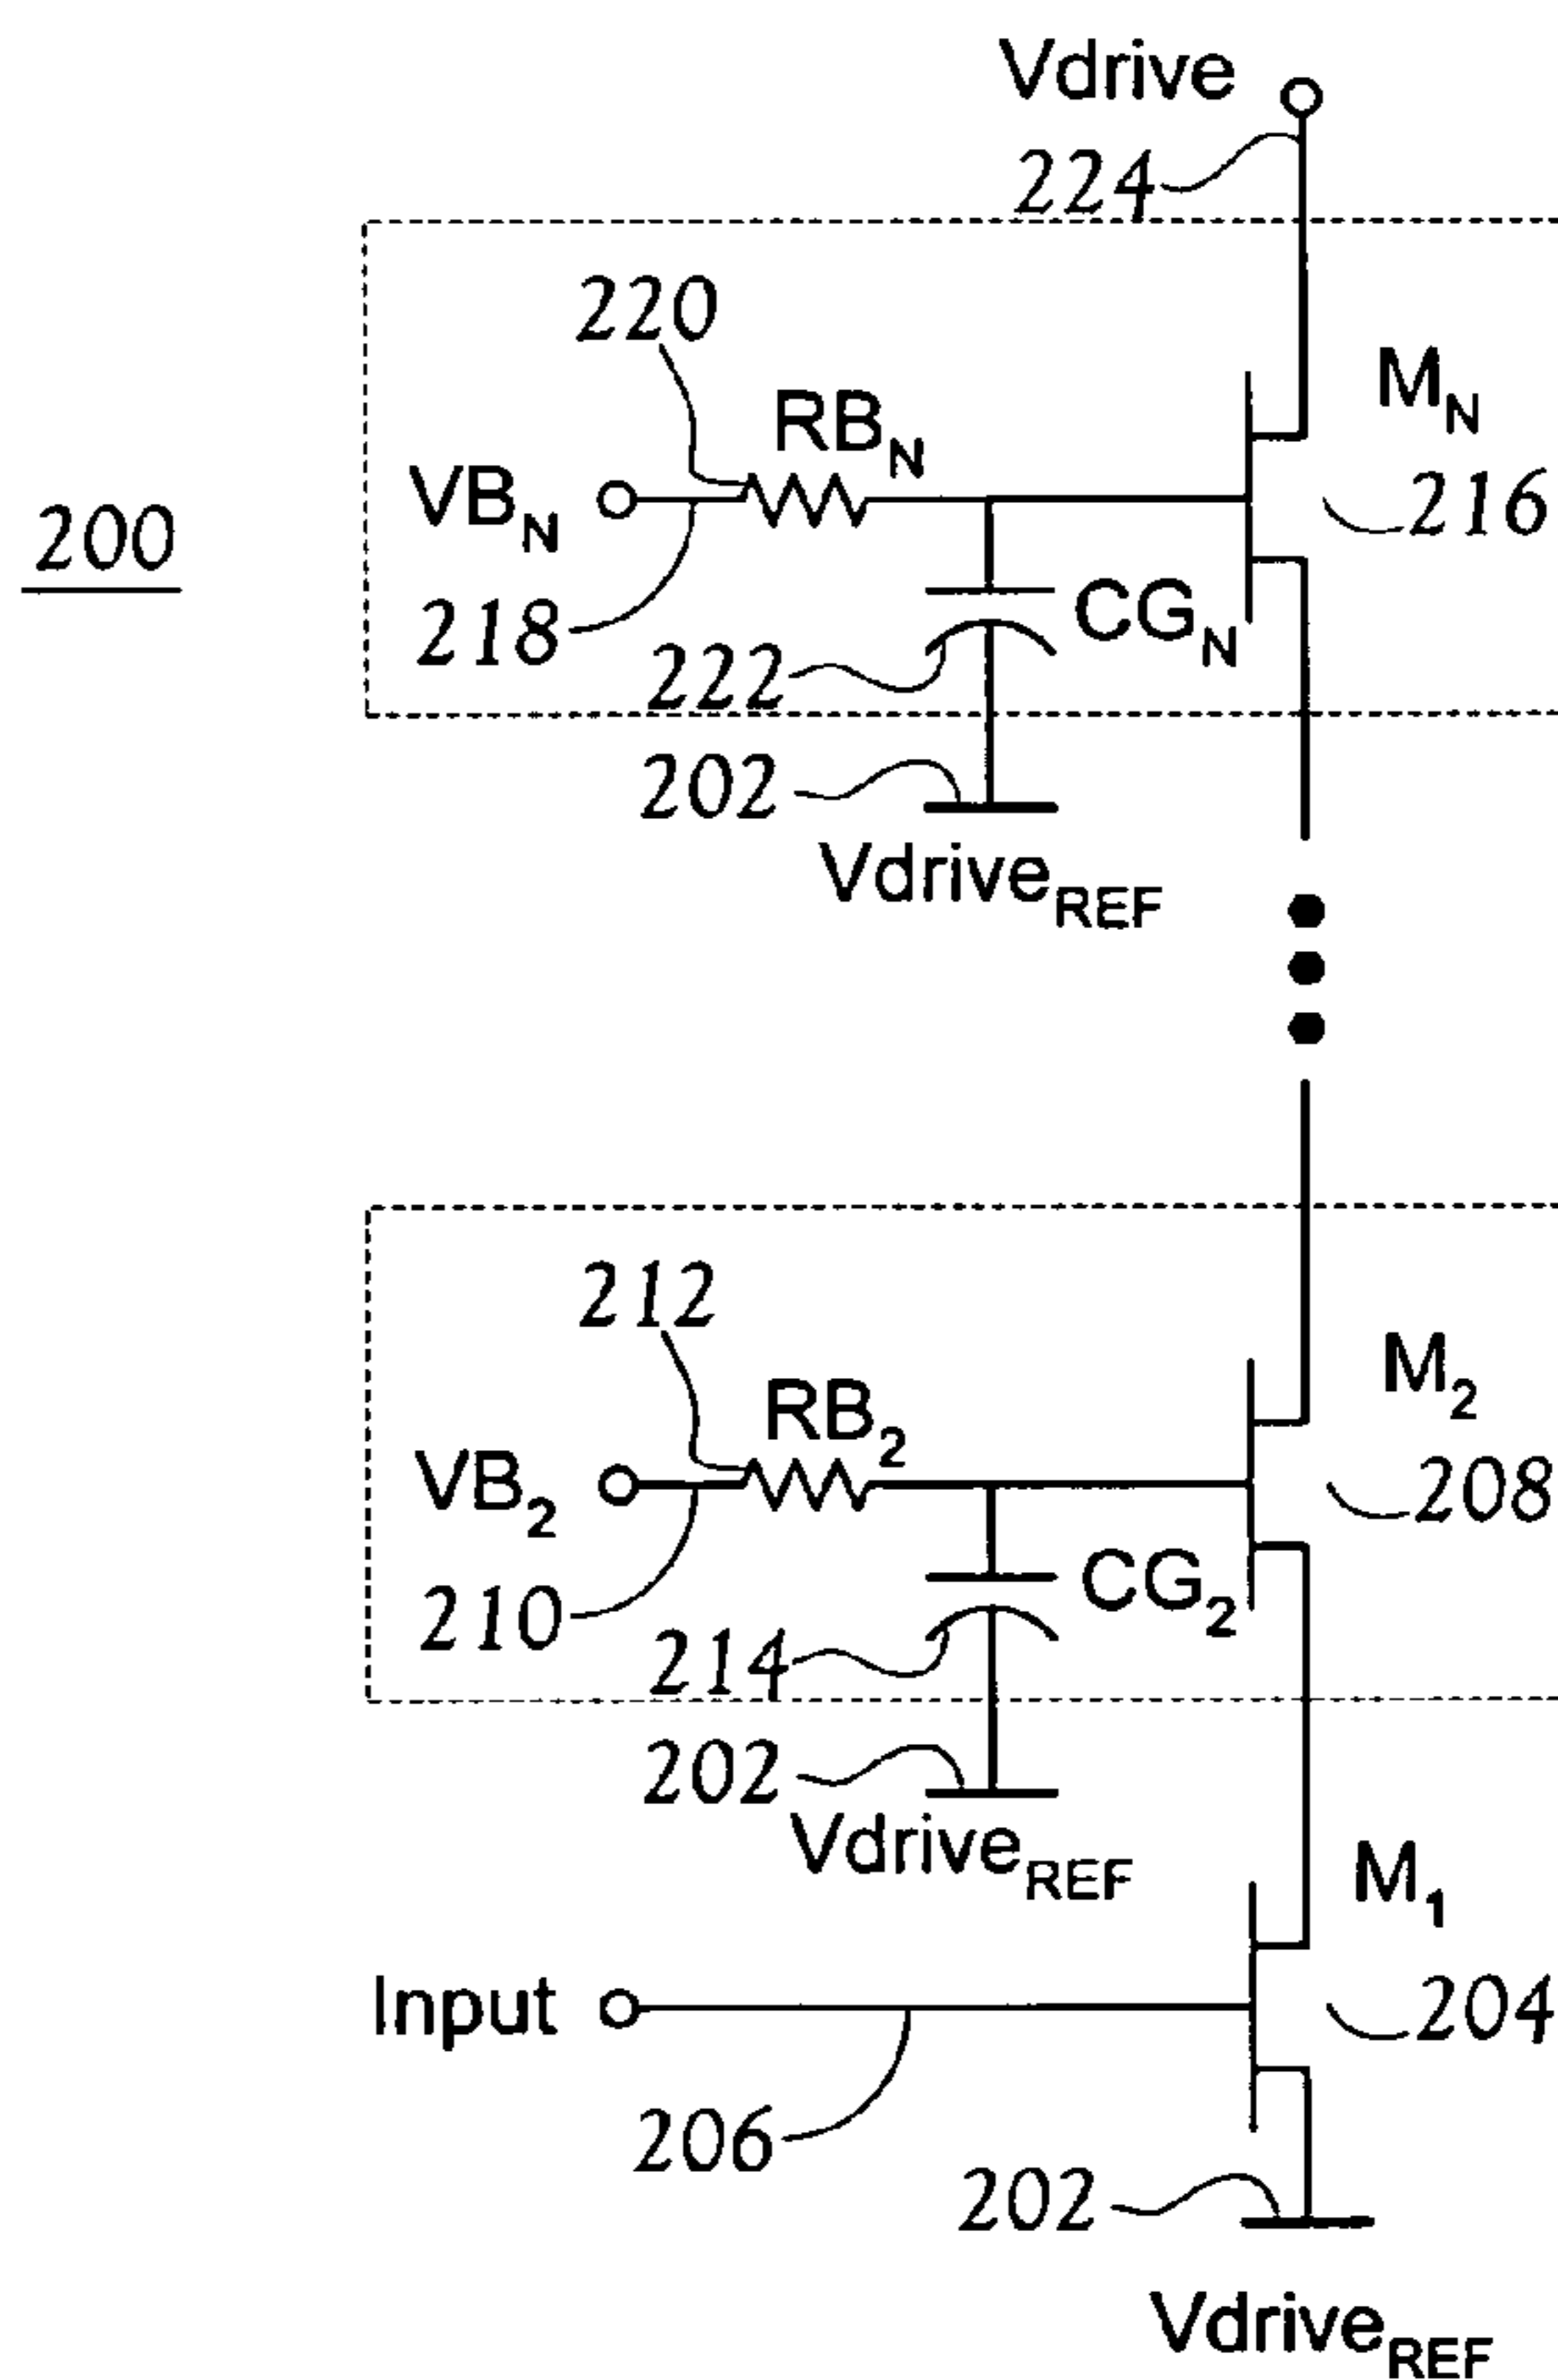 Vdrive
224
220
M_N
RB_N
VB_N
216
200
218
CG_N
222
202
Vdrive_REF
212
M_2
RB_2
VB_2
208
CG_2
210
214
202
Vdrive_REF
M_1
Input
204
206
202
Vdrive_REF